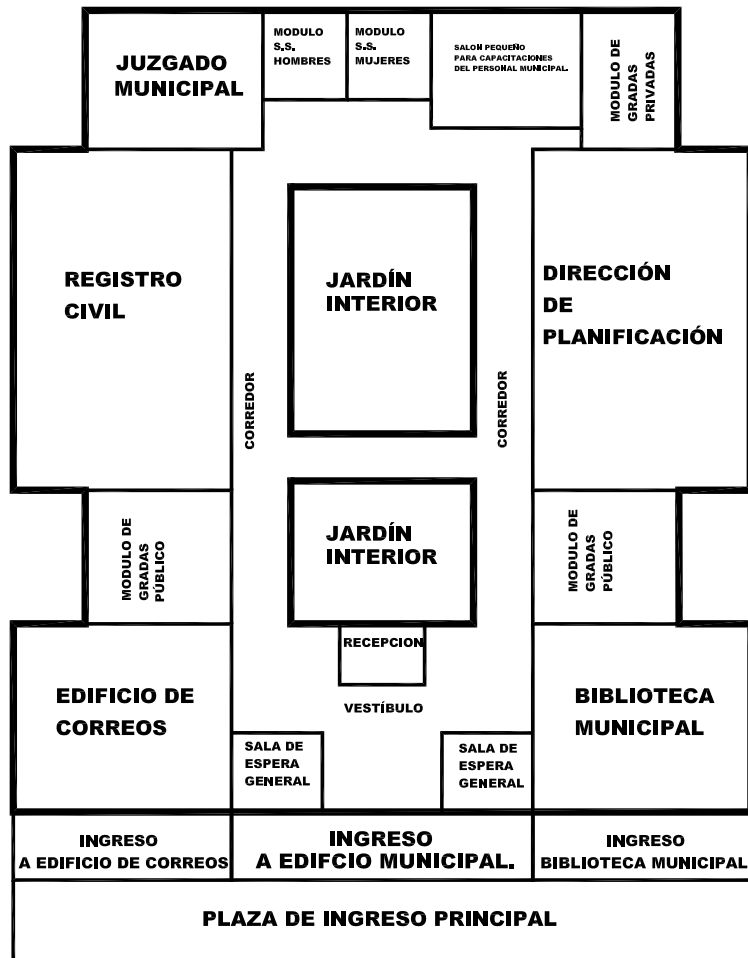 JUZGADO
MUNICIPAL
MODULO
S.S.
HOMBRES
MODULO
S.S.
MUJERES
SALON PEQUEÑO
PARA CAPACITACIONES
DEL PERSONAL MUNICIPAL.
MODULO DE
GRADAS
PRIVADAS
REGISTRO
CIVIL
JARDÍN
INTERIOR
DIRECCIÓN
DE
PLANIFICACIÓN
CORREDOR
CORREDOR
MODULO DE
GRADAS
PÚBLICO
JARDÍN
INTERIOR
MODULO DE
GRADAS
PÚBLICO
RECEPCION
EDIFICIO DE
CORREOS
VESTÍBULO
BIBLIOTECA
MUNICIPAL
SALA DE
ESPERA
GENERAL
SALA DE
ESPERA
GENERAL
INGRESO
A EDIFICIO DE CORREOS
INGRESO
A EDIFCIO MUNICIPAL.
INGRESO
BIBLIOTECA MUNICIPAL
PLAZA DE INGRESO PRINCIPAL